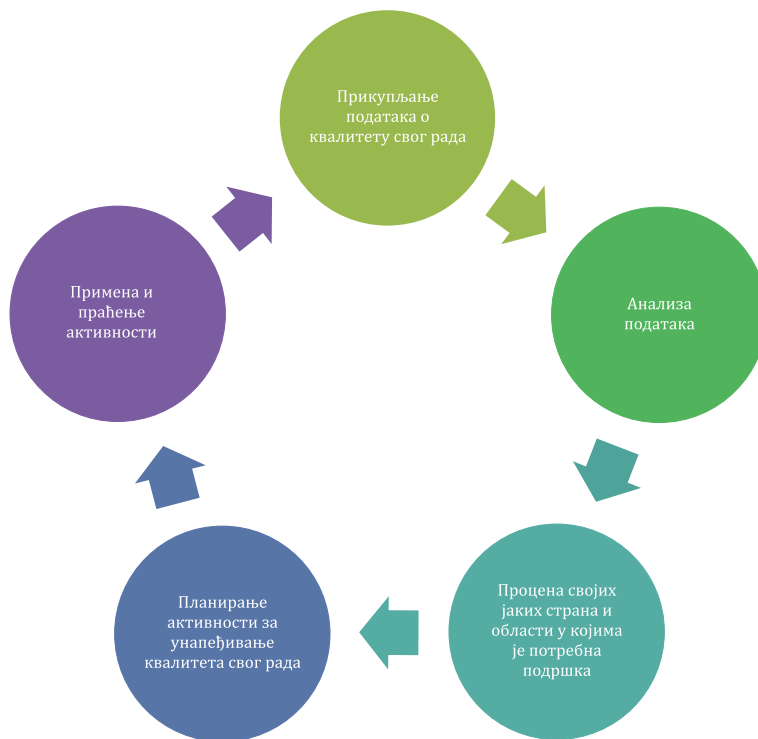 Прикупљање
података о
квалитету свог рада
Анализа
података
Процена својих
јаких страна и
области у којима
је потребна
подршка
Планирање
активности за
унапеђивање
квалитета свог рада
Примена и
праћење
активности